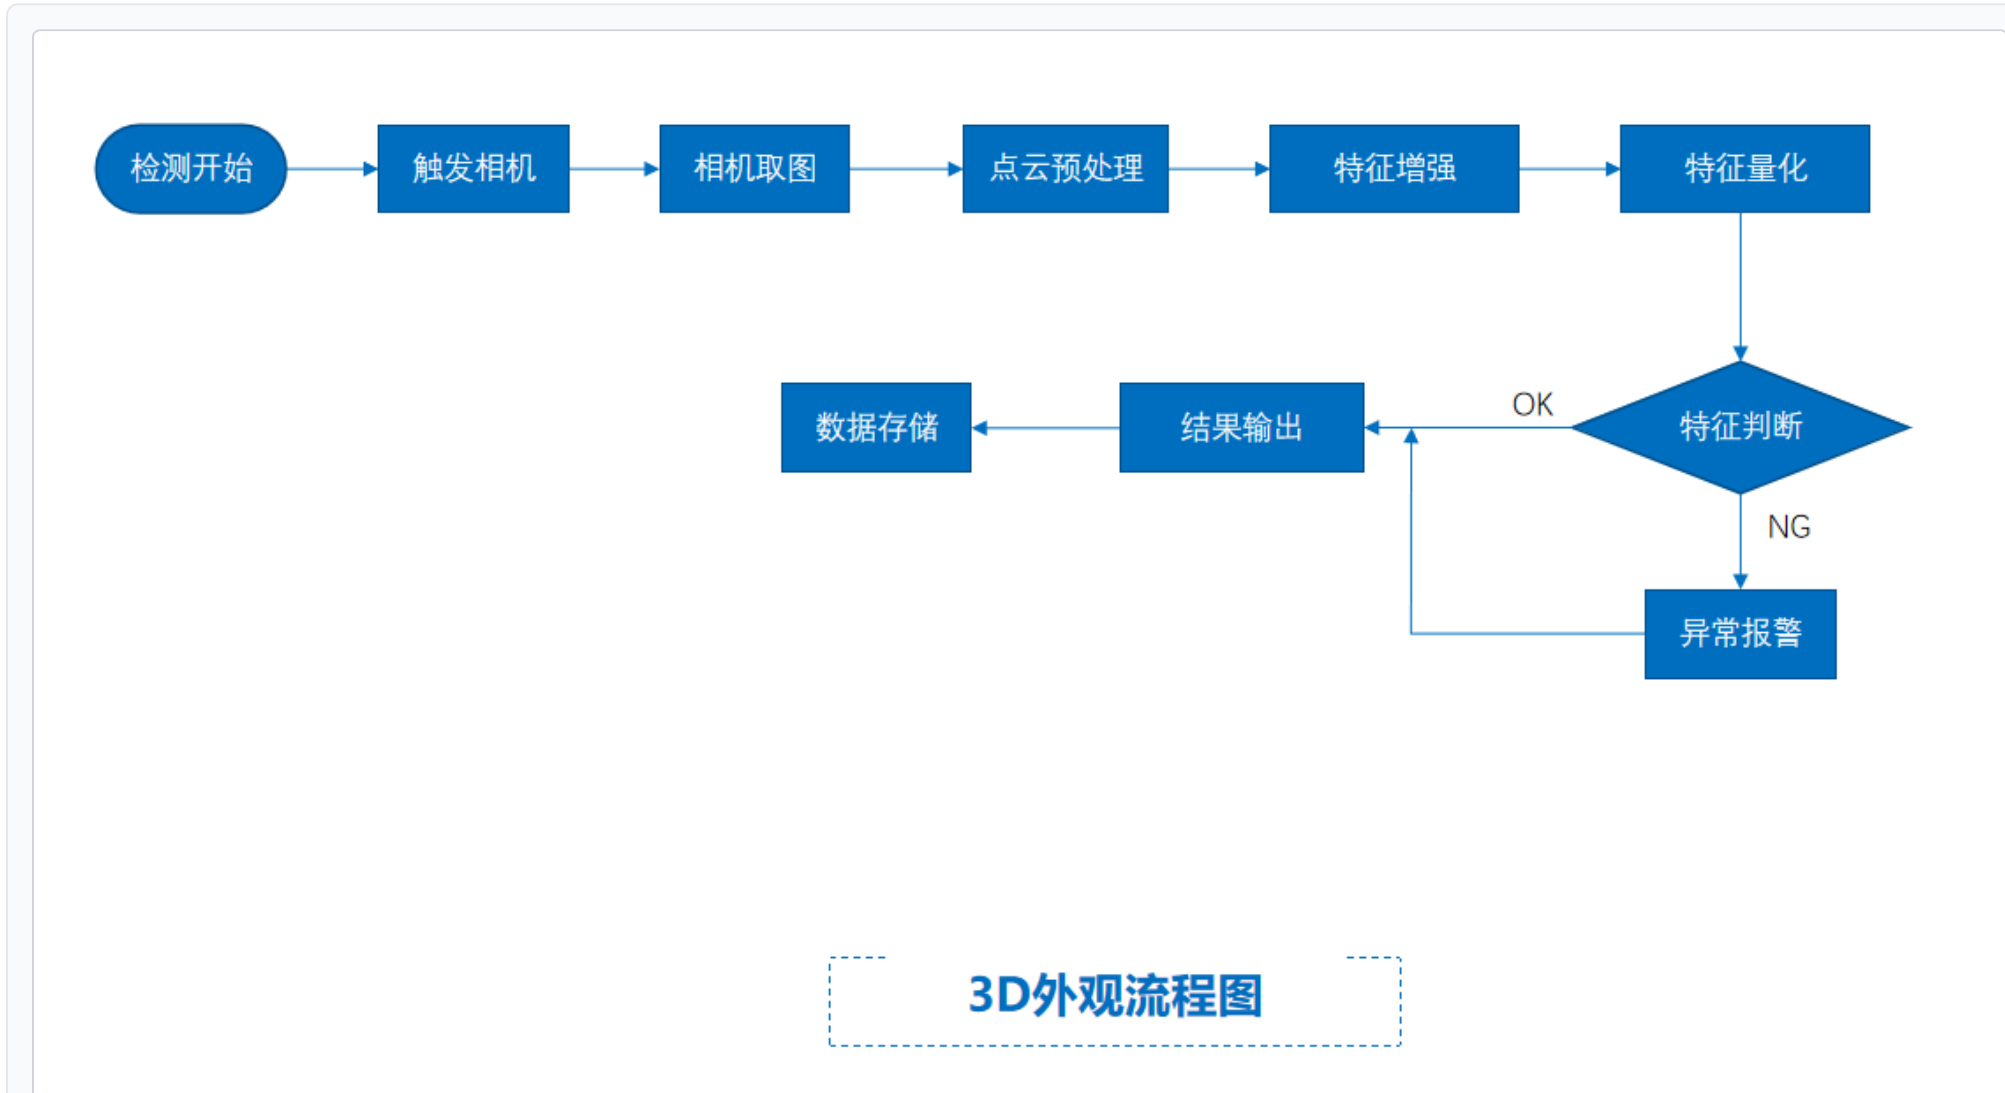 检测开始
触发相机
相机取图
点云预处理
特征增强
特征量化
数据存储
结果输出
OK
特征判断
NG
异常报警
3D外观流程图